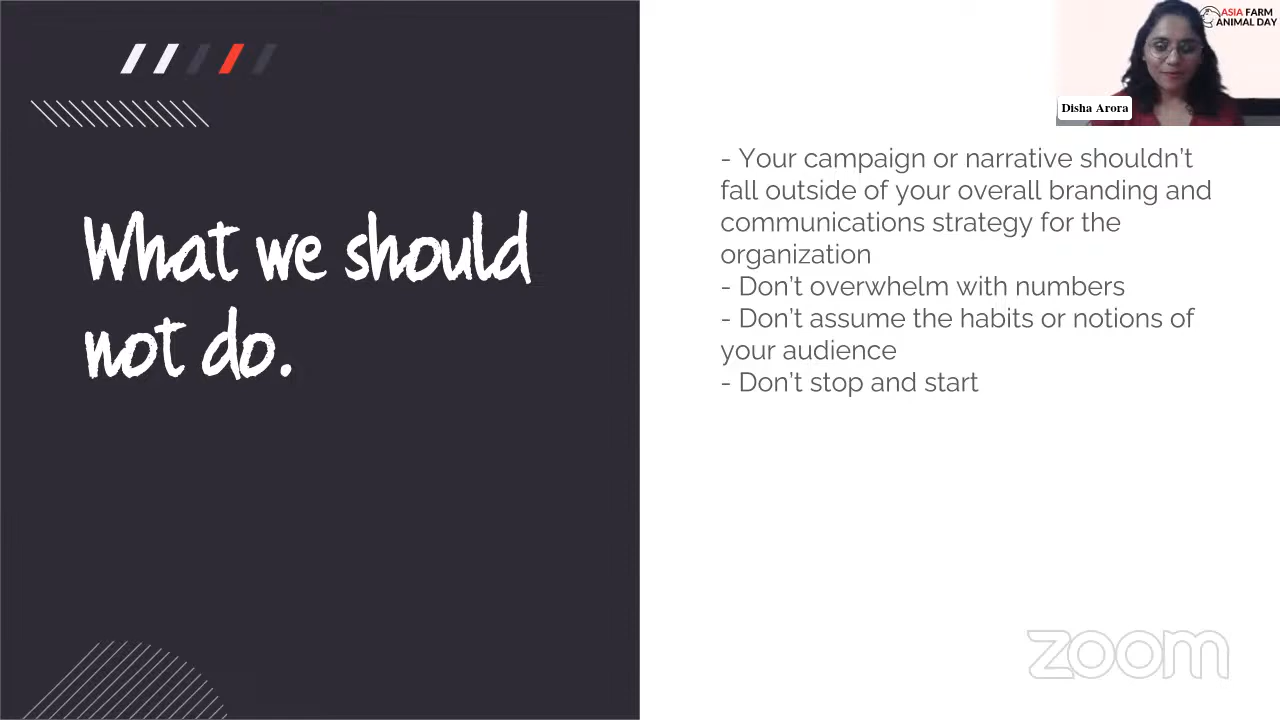 ASIA FARM
ANIMAL DAY
Disha Arora
What we should
not do.
- Your campaign or narrative shouldn't
fall outside of your overall branding and
communications strategy for the
organization
- Don't overwhelm with numbers
- Don't assume the habits or notions of
your audience
- Don't stop and start
zoom